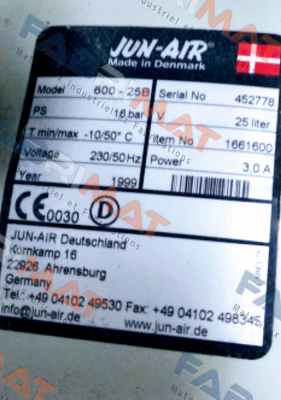 JUN-AIR
Made in Denmark
Model 600 - 25B Serial No 452778
PS 16 bar V 25 liter
T min/max -10/50° C Item No 1661600
Voltage 230/50 Hz Power 3,0 A
Year 1999
CE 0030 D
JUN-AIR Deutschland
Kornkamp 16
22926 Ahrensburg
Germany
Tel.: +49 04102 49530 Fax: +49 04102 498345
info@jun-air.de www.jun-air.de
FABRIMAT